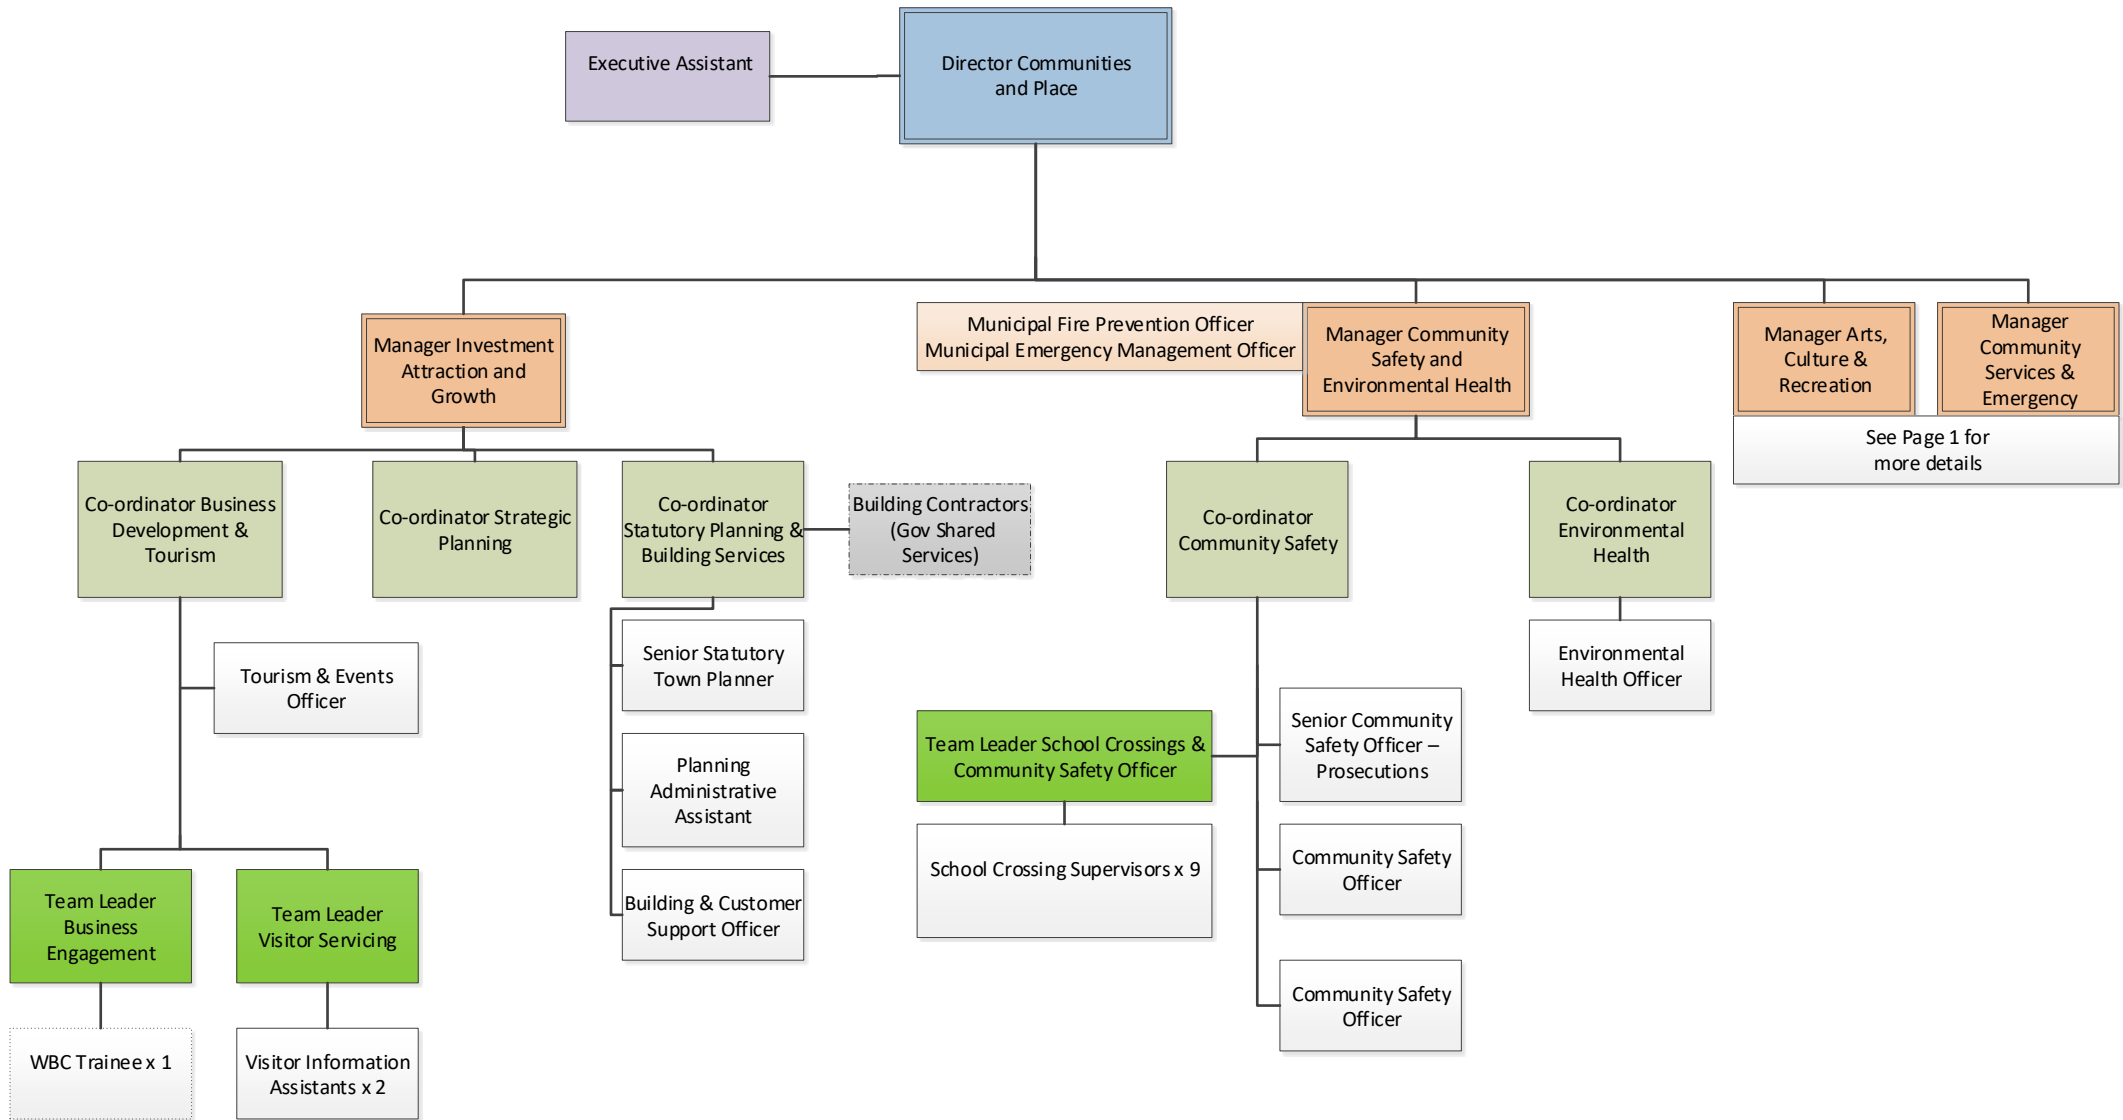 Executive Assistant
Director Communities
and Place
Manager Investment
Attraction and
Growth
Municipal Fire Prevention Officer
Municipal Emergency Management Officer
Manager Community
Safety and
Environmental Health
Manager Arts,
Culture &
Recreation
Manager
Community
Services &
Emergency
See Page 1 for
more details
Co-ordinator Business
Development &
Tourism
Co-ordinator Strategic
Planning
Co-ordinator
Statutory Planning &
Building Services
Building Contractors
(Gov Shared
Services)
Co-ordinator
Community Safety
Co-ordinator
Environmental
Health
Tourism & Events
Officer
Senior Statutory
Town Planner
Environmental
Health Officer
Planning
Administrative
Assistant
Team Leader School Crossings &
Community Safety Officer
Senior Community
Safety Officer –
Prosecutions
School Crossing Supervisors x 9
Community Safety
Officer
Team Leader
Business
Engagement
Team Leader
Visitor Servicing
Building & Customer
Support Officer
Community Safety
Officer
WBC Trainee x 1
Visitor Information
Assistants x 2